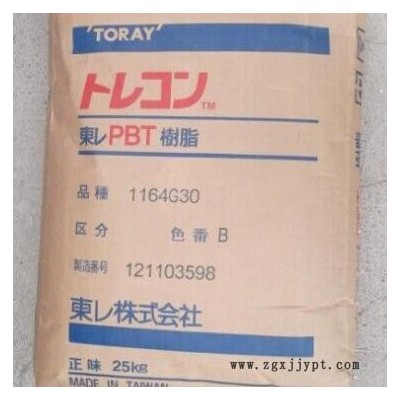 'TORAY'
トレコン™
東レPBT樹脂
品種 1164G30
区分 色番 B
製造番号 121103598
東レ株式会社
正味 25kg
MADE IN TAIWAN
www.zgxjjypt.com